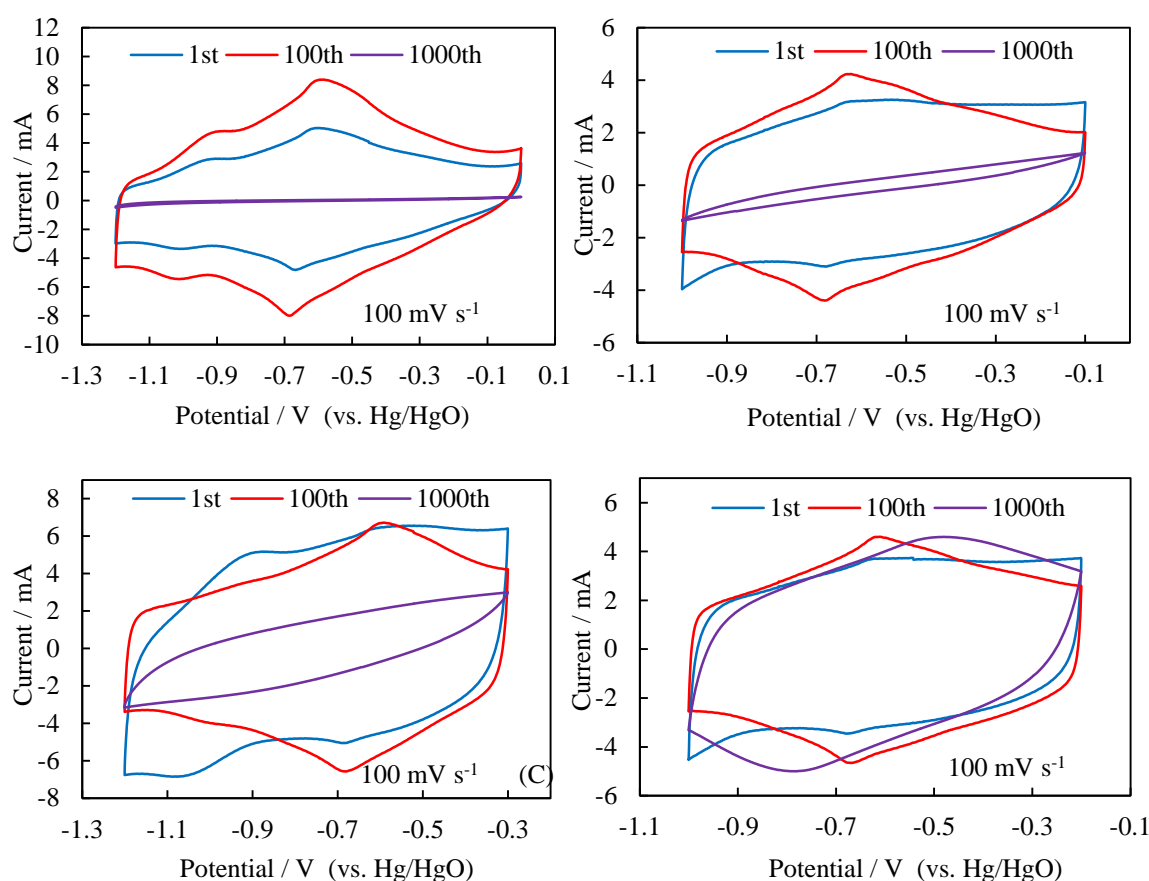 12
10
8
6
4
2
0
-2
-4
-6
-8
-10
Current / mA
1st 100th 1000th
100 mV s-1
-1.3 -1.1 -0.9 -0.7 -0.5 -0.3 -0.1 0.1
Potential / V (vs. Hg/HgO)
6
4
2
0
-2
-4
-6
Current / mA
1st 100th 1000th
100 mV s-1
-1.1 -0.9 -0.7 -0.5 -0.3 -0.1
Potential / V (vs. Hg/HgO)
8
6
4
2
0
-2
-4
-6
-8
Current / mA
1st 100th 1000th
100 mV s-1 (C)
-1.3 -1.1 -0.9 -0.7 -0.5 -0.3
Potential / V (vs. Hg/HgO)
6
4
2
0
-2
-4
-6
Current / mA
1st 100th 1000th
100 mV s-1
-1.1 -0.9 -0.7 -0.5 -0.3 -0.1
Potential / V (vs. Hg/HgO)